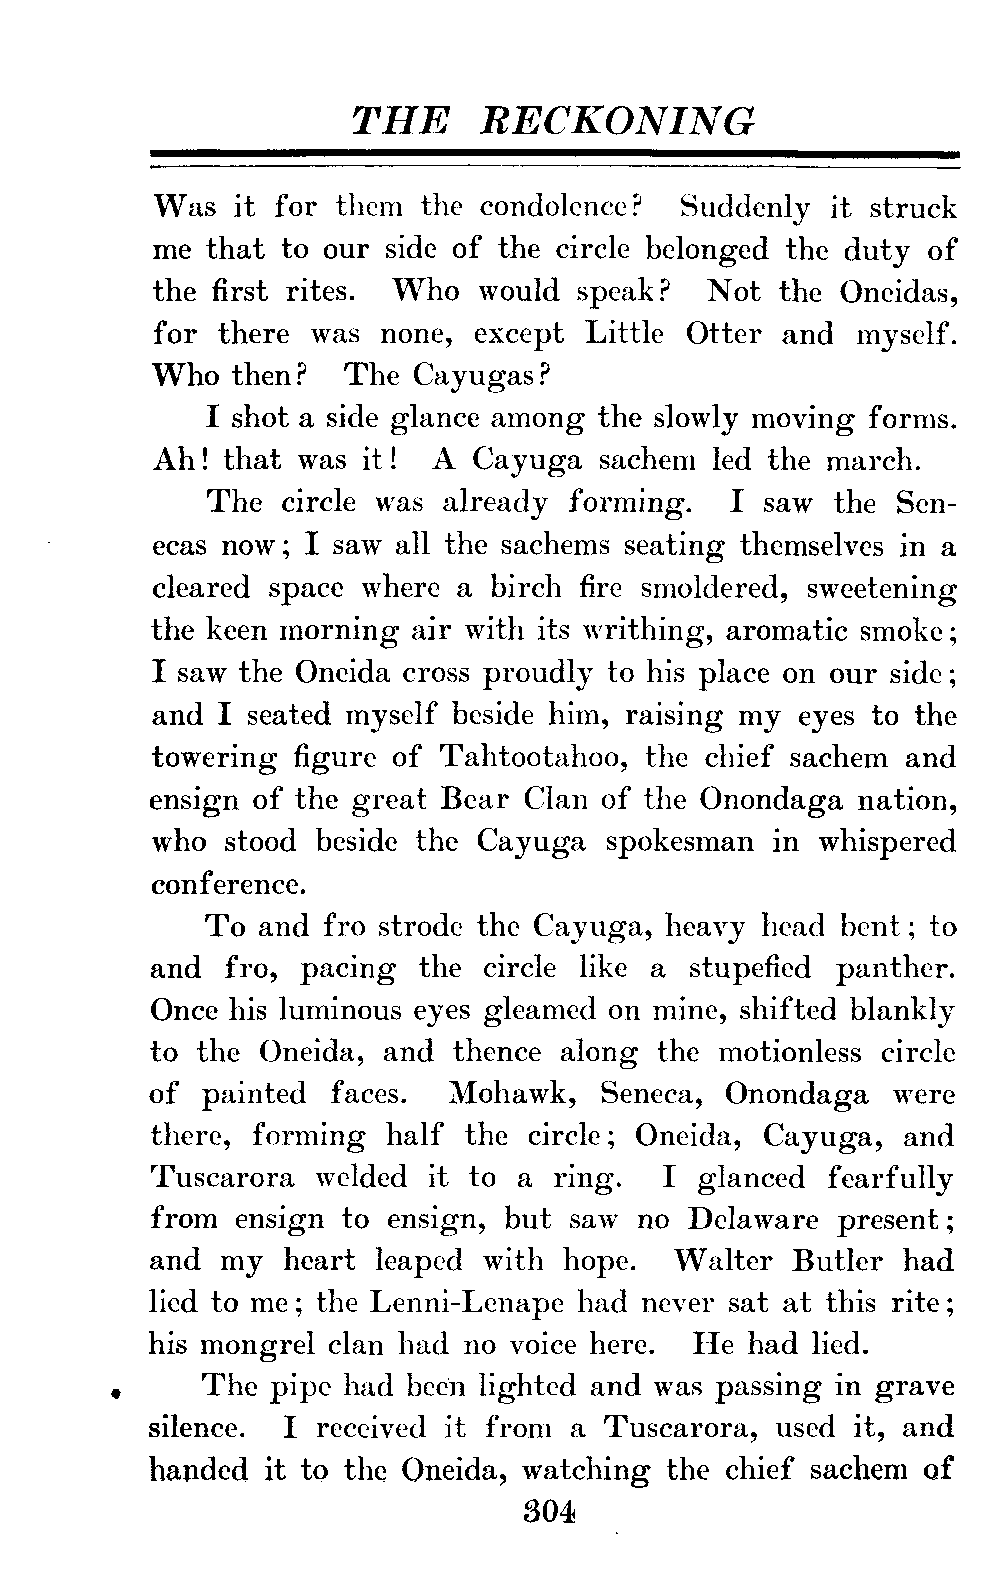 THE RECKONING
Was it for them the condolence? Suddenly it struck
me that to our side of the circle belonged the duty of
the first rites. Who would speak? Not the Oneidas,
for there was none, except Little Otter and myself.
Who then? The Cayugas?
I shot a side glance among the slowly moving forms.
Ah! that was it! A Cayuga sachem led the march.
The circle was already forming. I saw the Sen-
ecas now; I saw all the sachems seating themselves in a
cleared space where a birch fire smoldered, sweetening
the keen morning air with its writhing, aromatic smoke;
I saw the Oneida cross proudly to his place on our side;
and I seated myself beside him, raising my eyes to the
towering figure of Tahtootahoo, the chief sachem and
ensign of the great Bear Clan of the Onondaga nation,
who stood beside the Cayuga spokesman in whispered
conference.
To and fro strode the Cayuga, heavy head bent; to
and fro, pacing the circle like a stupefied panther.
Once his luminous eyes gleamed on mine, shifted blankly
to the Oneida, and thence along the motionless circle
of painted faces. Mohawk, Seneca, Onondaga were
there, forming half the circle; Oneida, Cayuga, and
Tuscarora welded it to a ring. I glanced fearfully
from ensign to ensign, but saw no Delaware present;
and my heart leaped with hope. Walter Butler had
lied to me; the Lenni-Lenape had never sat at this rite;
his mongrel clan had no voice here. He had lied.
The pipe had been lighted and was passing in grave
silence. I received it from a Tuscarora, used it, and
handed it to the Oneida, watching the chief sachem of
304